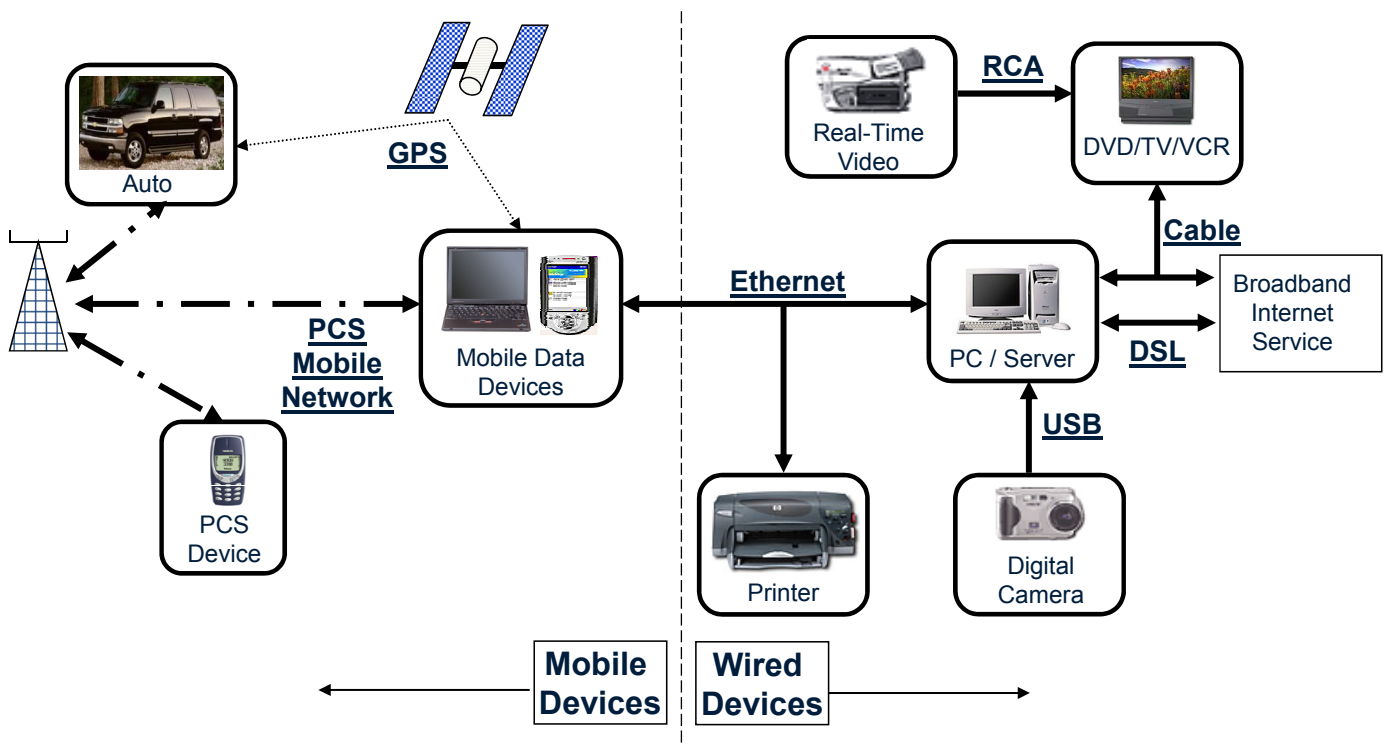 RCA
Real-Time
Video
DVD/TV/VCR
GPS
Auto
Cable
Ethernet
Broadband
Internet
Service
PCS
Mobile
Network
Mobile Data
Devices
PC / Server
DSL
USB
PCS
Device
Printer
Digital
Camera
Mobile
Devices
Wired
Devices